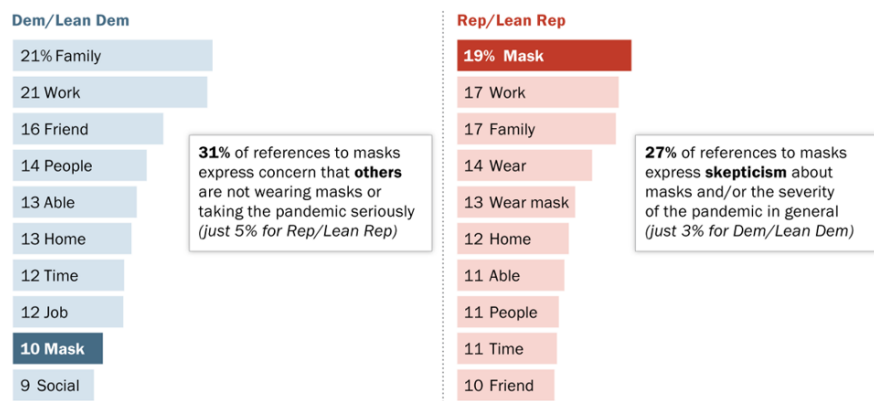 Dem/Lean Dem
21% Family
21 Work
16 Friend
14 People
13 Able
13 Home
12 Time
12 Job
10 Mask
9 Social
31% of references to masks
express concern that others
are not wearing masks or
taking the pandemic seriously
(just 5% for Rep/Lean Rep)
Rep/Lean Rep
19% Mask
17 Work
17 Family
14 Wear
13 Wear mask
12 Home
11 Able
11 People
11 Time
10 Friend
27% of references to masks
express skepticism about
masks and/or the severity
of the pandemic in general
(just 3% for Dem/Lean Dem)